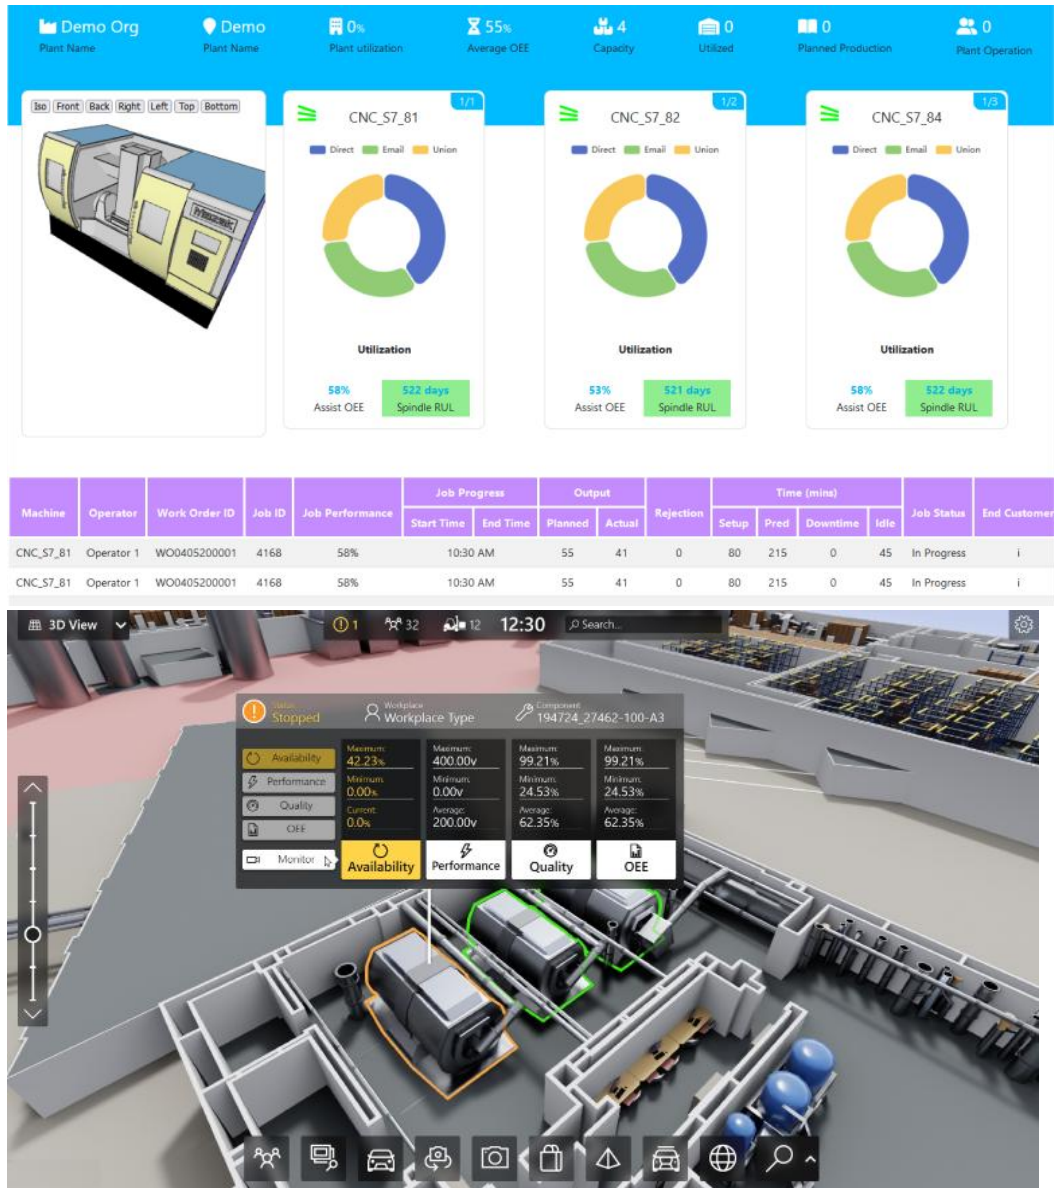 Demo Org Demo 0% 55% 4 0 0 0
Plant Name Plant Name Plant utilization Average OEE Capacity Utilized Planned Production Plant Operation
Iso Front Back Right Left Top Bottom
1/1
CNC_S7_81
Direct Email Union
Utilization
58% 522 days
Assist OEE Spindle RUL
1/2
CNC_S7_82
Direct Email Union
Utilization
53% 521 days
Assist OEE Spindle RUL
1/3
CNC_S7_84
Direct Email Union
Utilization
58% 522 days
Assist OEE Spindle RUL
Machine Operator Work Order ID Job ID Job Performance Job Progress Output Rejection Time (mins) Job Status End Customer
Start Time End Time Planned Actual Setup Pred Downtime Idle
CNC_S7_81 Operator 1 WO0405200001 4168 58% 10:30 AM 55 41 0 80 215 0 45 In Progress i
CNC_S7_81 Operator 1 WO0405200001 4168 58% 10:30 AM 55 41 0 80 215 0 45 In Progress i
3D View 1 32 12 12:30 Search...
Status Workplace Component
Stopped Workplace Type 194724_27462-100-A3
Availability
Performance
Quality
OEE
Monitor
Maximum:
42.23%
Minimum:
0.00%
Current:
0.0%
Availability
Maximum:
400.00v
Minimum:
0.00v
Average:
200.00v
Performance
Maximum:
99.21%
Minimum:
24.53%
Average:
62.35%
Quality
Maximum:
99.21%
Minimum:
24.53%
Average:
62.35%
OEE